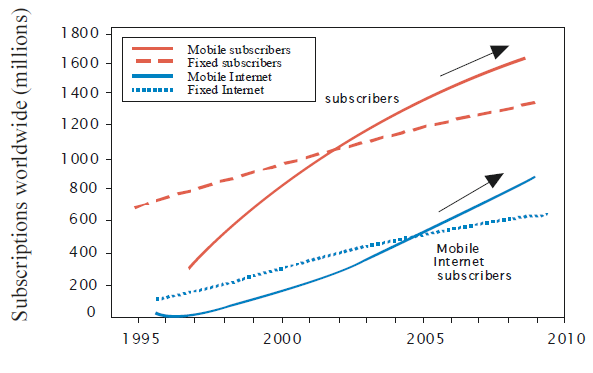 Subscriptions worldwide (millions)
1800
1600
1400
1200
1000
800
600
400
200
0
Mobile subscribers
Fixed subscribers
Mobile Internet
Fixed Internet
subscribers
Mobile
Internet
subscribers
1995 2000 2005 2010